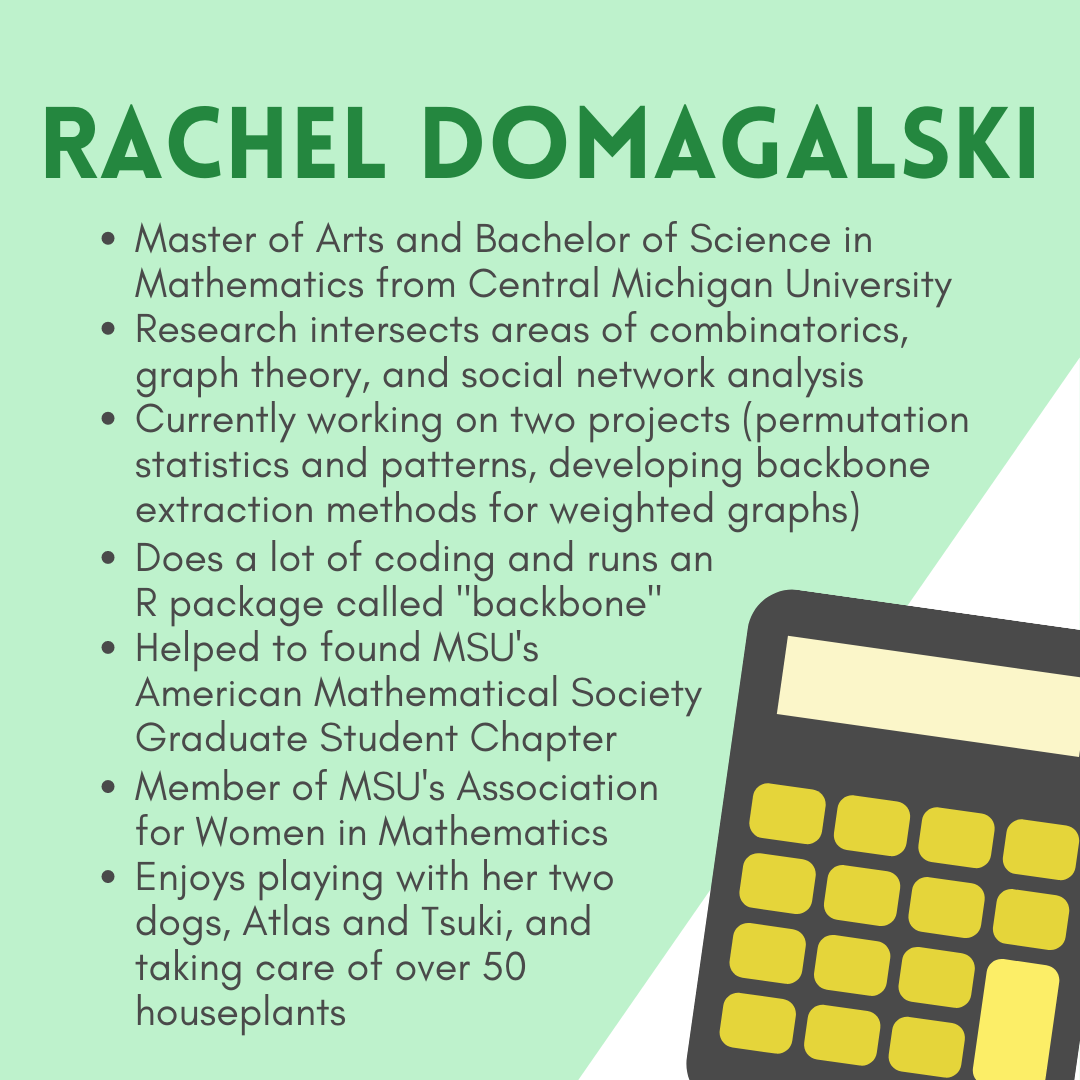 RACHEL DOMAGALSKI
• Master of Arts and Bachelor of Science in
Mathematics from Central Michigan University
• Research intersects areas of combinatorics,
graph theory, and social network analysis
• Currently working on two projects (permutation
statistics and patterns, developing backbone
extraction methods for weighted graphs)
• Does a lot of coding and runs an
R package called "backbone"
• Helped to found MSU's
American Mathematical Society
Graduate Student Chapter
• Member of MSU's Association
for Women in Mathematics
• Enjoys playing with her two
dogs, Atlas and Tsuki, and
taking care of over 50
houseplants